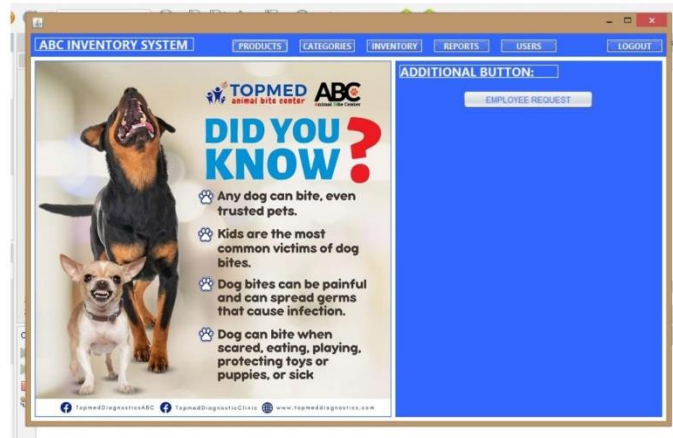 ABC INVENTORY SYSTEM
PRODUCTS
CATEGORIES
INVENTORY
REPORTS
USERS
LOGOUT
TOPMED
animal bite center
ABC
Animal Bite Center
DID YOU
KNOW?
Any dog can bite, even
trusted pets.
Kids are the most
common victims of dog
bites.
Dog bites can be painful
and can spread germs
that cause infection.
Dog can bite when
scared, eating, playing,
protecting toys or
puppies, or sick
TopmedDiagnosticsABC
TopmedDiagnosticClinic
www.topmeddiagnostics.com
ADDITIONAL BUTTON:
EMPLOYEE REQUEST